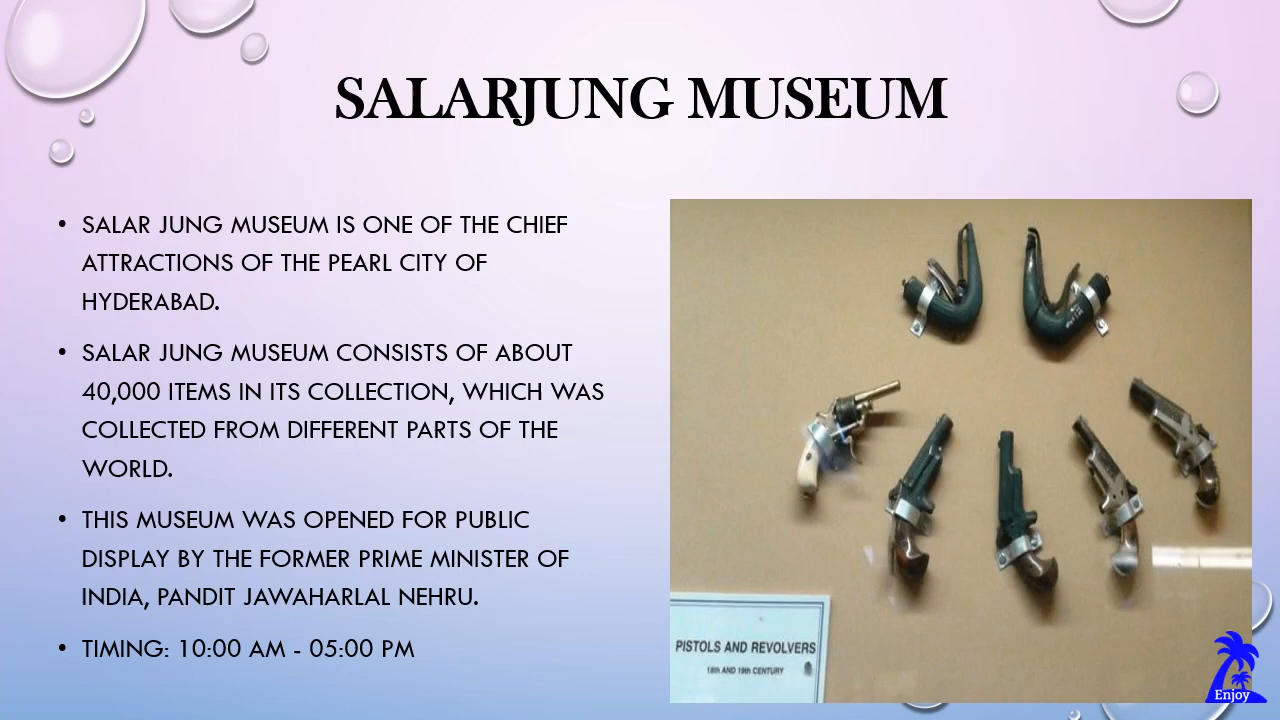 SALARJUNG MUSEUM
• SALAR JUNG MUSEUM IS ONE OF THE CHIEF
ATTRACTIONS OF THE PEARL CITY OF
HYDERABAD.
• SALAR JUNG MUSEUM CONSISTS OF ABOUT
40,000 ITEMS IN ITS COLLECTION, WHICH WAS
COLLECTED FROM DIFFERENT PARTS OF THE
WORLD.
• THIS MUSEUM WAS OPENED FOR PUBLIC
DISPLAY BY THE FORMER PRIME MINISTER OF
INDIA, PANDIT JAWAHARLAL NEHRU.
• TIMING: 10:00 AM - 05:00 PM
PISTOLS AND REVOLVERS
18th AND 19th CENTURY
Enjoy